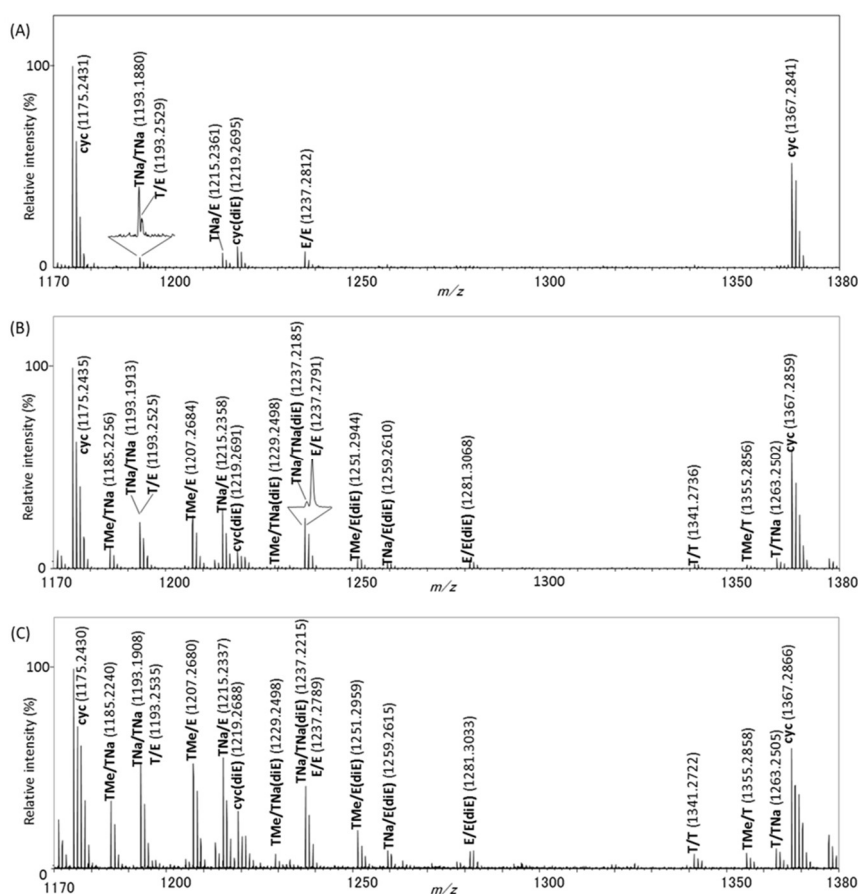 (A)
Relative intensity (%)
100
0
cyc (1175.2431)
TNa/TNa (1193.1880)
T/E (1193.2529)
TNa/E (1215.2361)
cyc(diE) (1219.2695)
E/E (1237.2812)
cyc (1367.2841)
1170
1200
1250
1300
1350
1380
m/z
(B)
Relative intensity (%)
100
0
cyc (1175.2435)
TMe/TNa (1185.2256)
TNa/TNa (1193.1913)
T/E (1193.2525)
TMe/E (1207.2684)
TNa/E (1215.2358)
cyc(diE) (1219.2691)
TMe/TNa(diE) (1229.2498)
TNa/TNa(diE) (1237.2185)
E/E (1237.2791)
TMe/E(diE) (1251.2944)
TNa/E(diE) (1259.2610)
E/E(diE) (1281.3068)
T/T (1341.2736)
TMe/T (1355.2856)
T/TNa (1263.2502)
cyc (1367.2859)
1170
1200
1250
1300
1350
1380
m/z
(C)
Relative intensity (%)
100
0
cyc (1175.2430)
TMe/TNa (1185.2240)
TNa/TNa (1193.1908)
T/E (1193.2535)
TMe/E (1207.2680)
TNa/E (1215.2337)
cyc(diE) (1219.2688)
TMe/TNa(diE) (1229.2498)
TNa/TNa(diE) (1237.2215)
E/E (1237.2789)
TMe/E(diE) (1251.2959)
TNa/E(diE) (1259.2615)
E/E(diE) (1281.3033)
T/T (1341.2722)
TMe/T (1355.2858)
T/TNa (1263.2505)
cyc (1367.2866)
1170
1200
1250
1300
1350
1380
m/z